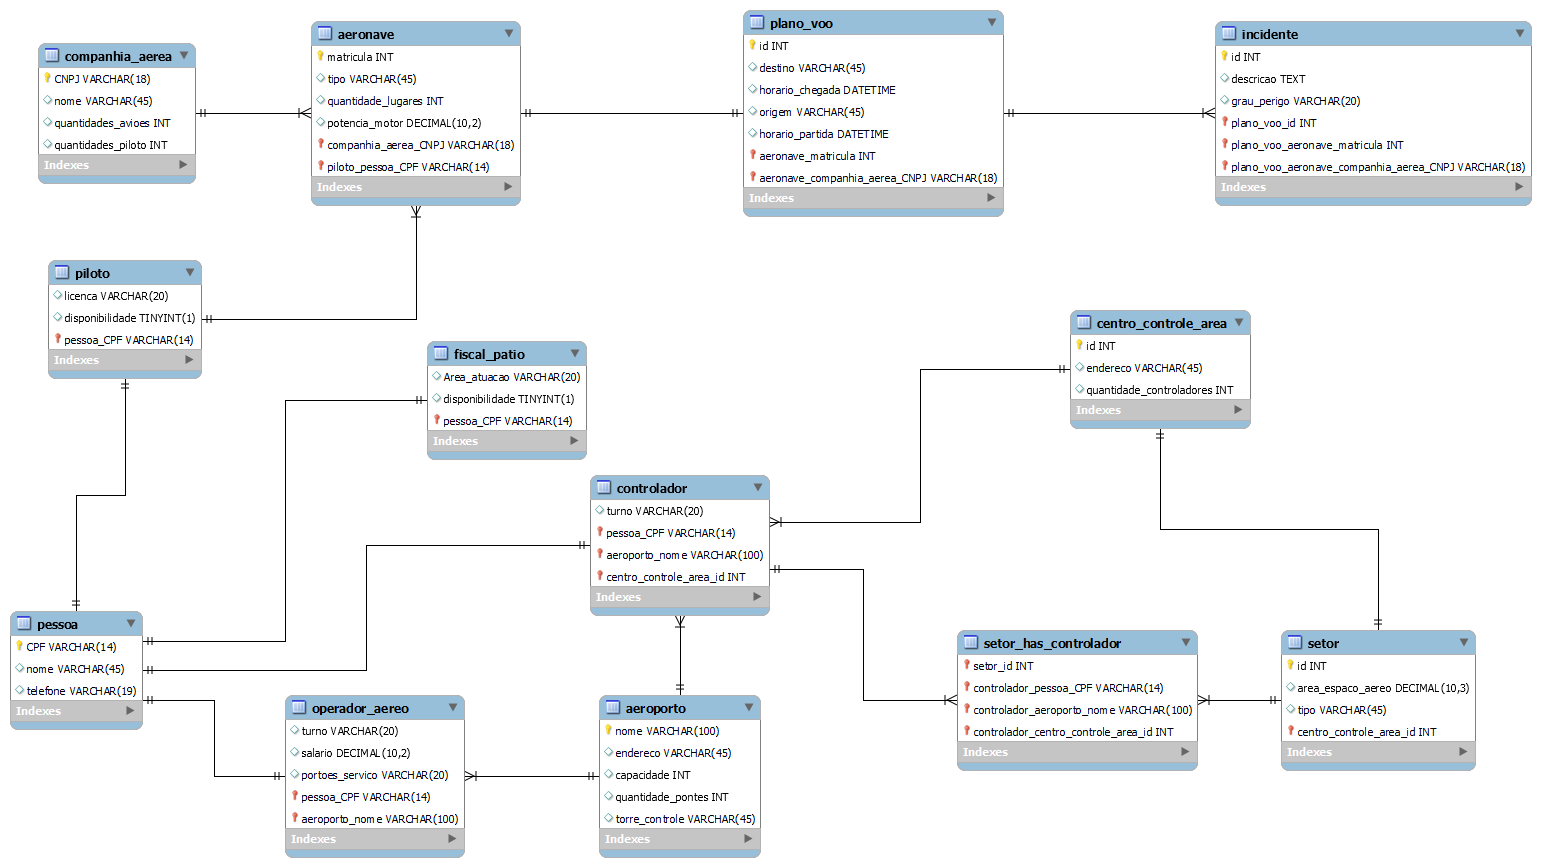 companhia_aerea
CNPJ VARCHAR(18)
nome VARCHAR(45)
quantidades_avioes INT
quantidades_piloto INT
Indexes
aeronave
matricula INT
tipo VARCHAR(45)
quantidade_lugares INT
potencia_motor DECIMAL(10,2)
companhia_aerea_CNPJ VARCHAR(18)
piloto_pessoa_CPF VARCHAR(14)
Indexes
plano_voo
id INT
destino VARCHAR(45)
horario_chegada DATETIME
origem VARCHAR(45)
horario_partida DATETIME
aeronave_matricula INT
aeronave_companhia_aerea_CNPJ VARCHAR(18)
Indexes
incidente
id INT
descricao TEXT
grau_perigo VARCHAR(20)
plano_voo_id INT
plano_voo_aeronave_matricula INT
plano_voo_aeronave_companhia_aerea_CNPJ VARCHAR(18)
Indexes
piloto
licenca VARCHAR(20)
disponibilidade TINYINT(1)
pessoa_CPF VARCHAR(14)
Indexes
fiscal_patio
Area_atuacao VARCHAR(20)
disponibilidade TINYINT(1)
pessoa_CPF VARCHAR(14)
Indexes
centro_controle_area
id INT
endereco VARCHAR(45)
quantidade_controladores INT
Indexes
controlador
turno VARCHAR(20)
pessoa_CPF VARCHAR(14)
aeroporto_nome VARCHAR(100)
centro_controle_area_id INT
Indexes
pessoa
CPF VARCHAR(14)
nome VARCHAR(45)
telefone VARCHAR(19)
Indexes
operador_aereo
turno VARCHAR(20)
salario DECIMAL(10,2)
portoes_servico VARCHAR(20)
pessoa_CPF VARCHAR(14)
aeroporto_nome VARCHAR(100)
Indexes
aeroporto
nome VARCHAR(100)
endereco VARCHAR(45)
capacidade INT
quantidade_pontes INT
torre_controle VARCHAR(45)
Indexes
setor_has_controlador
setor_id INT
controlador_pessoa_CPF VARCHAR(14)
controlador_aeroporto_nome VARCHAR(100)
controlador_centro_controle_area_id INT
Indexes
setor
id INT
area_espaco_aereo DECIMAL(10,3)
tipo VARCHAR(45)
centro_controle_area_id INT
Indexes